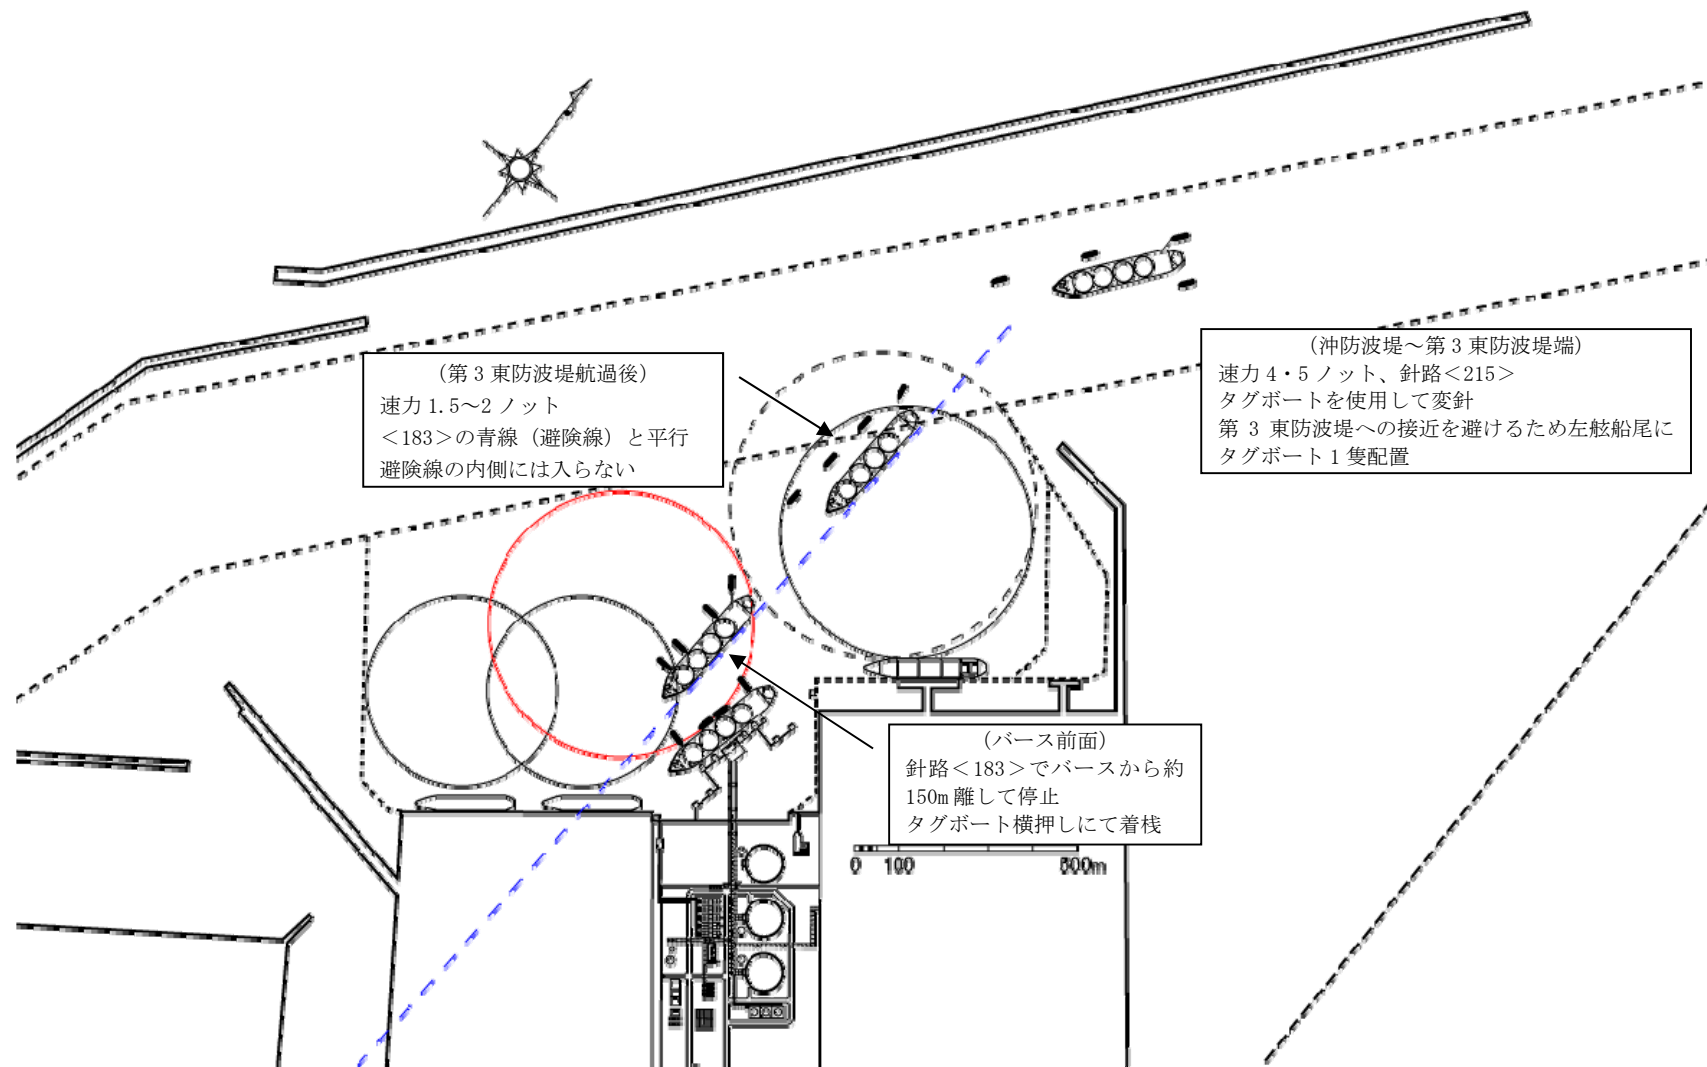 (第3東防波堤航過後)
速力1.5～2ノット
＜183＞の青線（避険線）と平行
避険線の内側には入らない
(沖防波堤～第3東防波堤端)
速力4・5ノット、針路＜215＞
タグボートを使用して変針
第3東防波堤への接近を避けるため左舷船尾に
タグボート1隻配置
(バース前面)
針路＜183＞でバースから約
150m離して停止
タグボート横押しにて着桟
0 100 500m